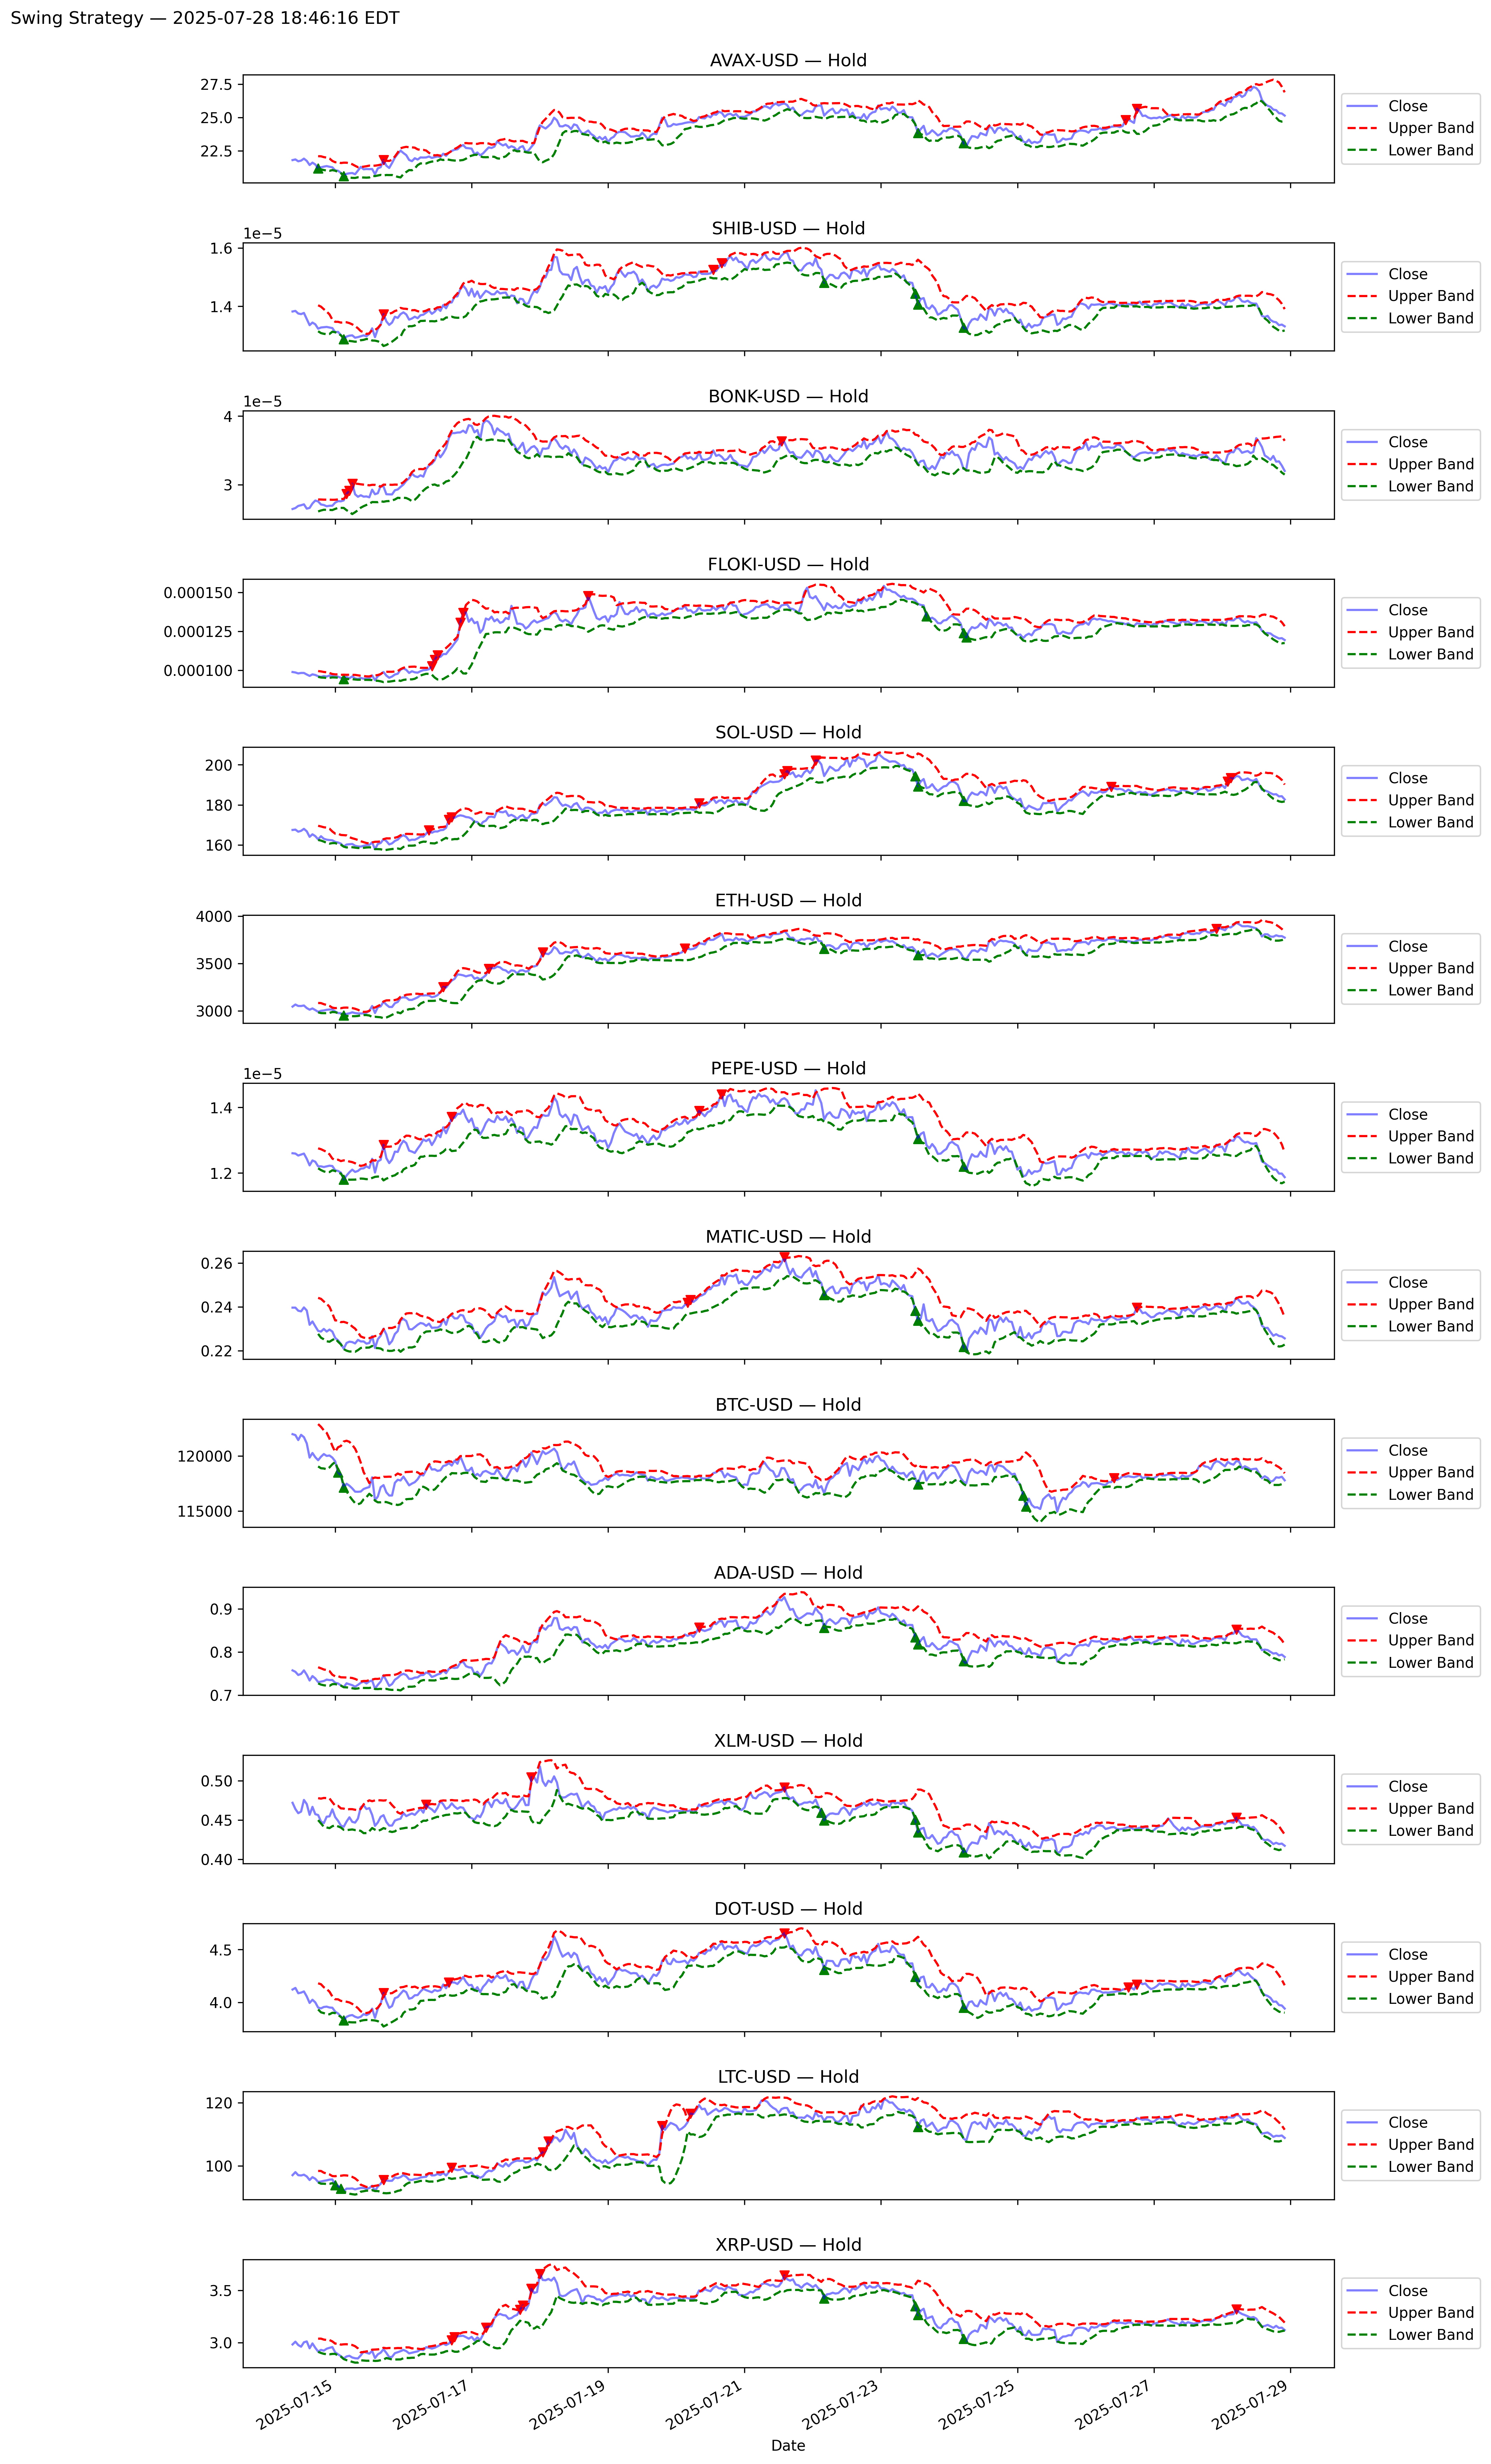 Swing Strategy — 2025-07-28 18:46:16 EDT
AVAX-USD — Hold
27.5
25.0
22.5
Close
Upper Band
Lower Band
SHIB-USD — Hold
1e−5
1.6
1.4
Close
Upper Band
Lower Band
BONK-USD — Hold
1e−5
4
3
Close
Upper Band
Lower Band
FLOKI-USD — Hold
0.000150
0.000125
0.000100
Close
Upper Band
Lower Band
SOL-USD — Hold
200
180
160
Close
Upper Band
Lower Band
ETH-USD — Hold
4000
3500
3000
Close
Upper Band
Lower Band
PEPE-USD — Hold
1e−5
1.4
1.2
Close
Upper Band
Lower Band
MATIC-USD — Hold
0.26
0.24
0.22
Close
Upper Band
Lower Band
BTC-USD — Hold
120000
115000
Close
Upper Band
Lower Band
ADA-USD — Hold
0.9
0.8
0.7
Close
Upper Band
Lower Band
XLM-USD — Hold
0.50
0.45
0.40
Close
Upper Band
Lower Band
DOT-USD — Hold
4.5
4.0
Close
Upper Band
Lower Band
LTC-USD — Hold
120
100
Close
Upper Band
Lower Band
XRP-USD — Hold
3.5
3.0
Close
Upper Band
Lower Band
2025-07-15
2025-07-17
2025-07-19
2025-07-21
2025-07-23
2025-07-25
2025-07-27
2025-07-29
Date